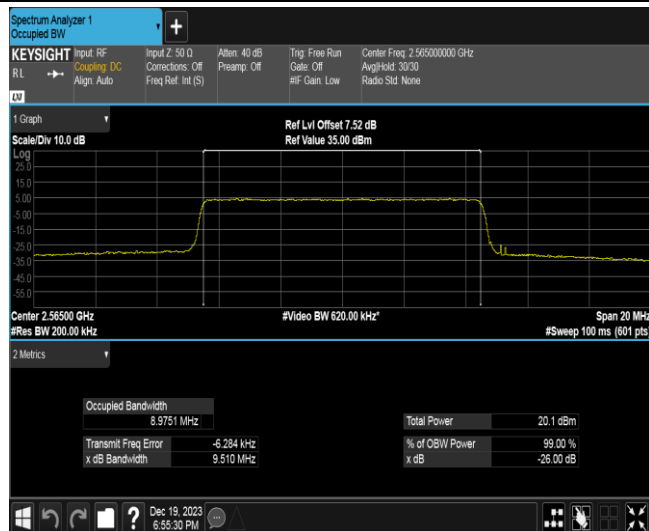 Spectrum Analyzer 1
Occupied BW
+
KEYSIGHT
RL
LXI
Input: RF
Coupling: DC
Align: Auto
Input Z: 50 Ω
Corrections: Off
Freq Ref: Int (S)
Atten: 40 dB
Preamp: Off
Trig: Free Run
Gate: Off
#IF Gain: Low
Center Freq: 2.565000000 GHz
Avg|Hold: 30/30
Radio Std: None
1 Graph
Scale/Div 10.0 dB
Ref Lvl Offset 7.52 dB
Ref Value 35.00 dBm
Log
25.0
15.0
5.00
-5.00
-15.0
-25.0
-35.0
-45.0
-55.0
Center 2.56500 GHz
#Res BW 200.00 kHz
#Video BW 620.00 kHz*
Span 20 MHz
#Sweep 100 ms (601 pts)
2 Metrics
Occupied Bandwidth
8.9751 MHz
Total Power 20.1 dBm
Transmit Freq Error -6.284 kHz
% of OBW Power 99.00 %
x dB Bandwidth 9.510 MHz
x dB -26.00 dB
?
Dec 19, 2023
6:55:30 PM